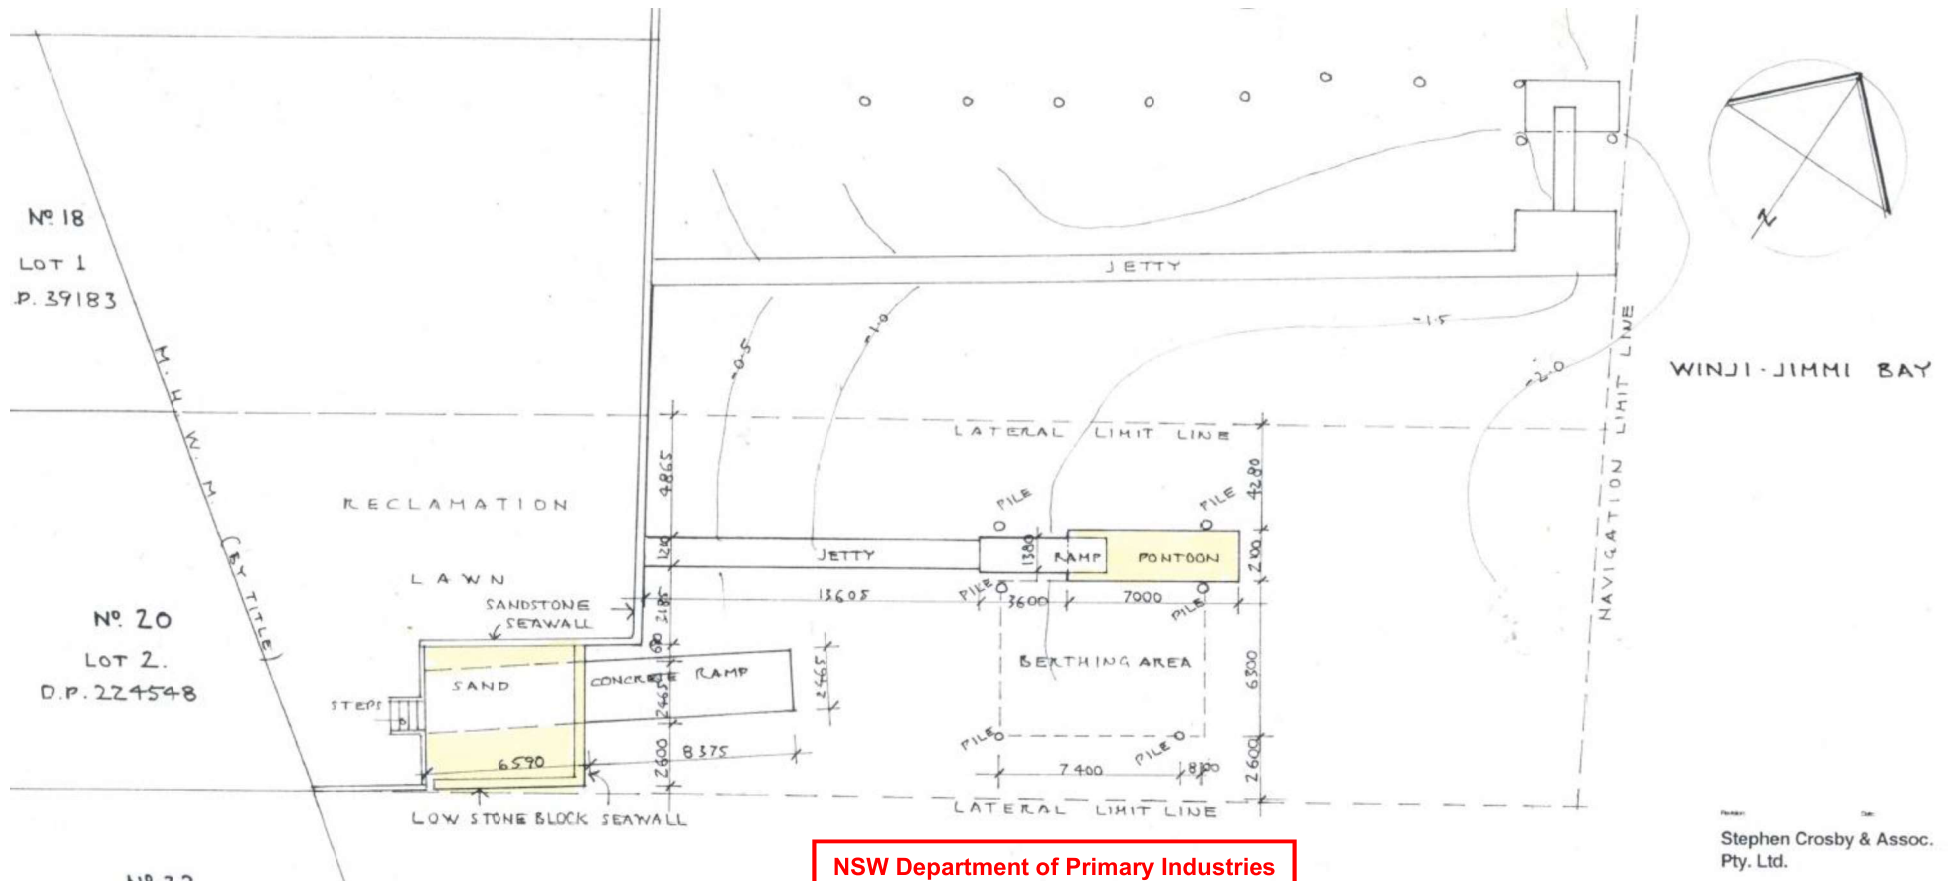 JETTY
Nº 18
LOT 1
.P. 39183
WINJI-JIMMI BAY
NAVIGATION LIMIT LINE
Z
-0.5
-1.0
-1.5
-2.0
M. H. W. M. (BY TITLE)
LATERAL LIMIT LINE
RECLAMATION
LAWN
4865
4280
PILE
PILE
JETTY
1380
RAMP
PONTOON
2100
PILE
PILE
13605
3600
7000
SANDSTONE
SEAWALL
2185
Nº 20
LOT 2.
D.P. 224548
SAND
CONCRETE RAMP
2465
2465
BERTHING AREA
6300
STEPS
PILE
PILE
6590
8375
2600
7400
2600
LOW STONE BLOCK SEAWALL
LATERAL LIMIT LINE
Stephen Crosby & Assoc.
Pty. Ltd.
NSW Department of Primary Industries